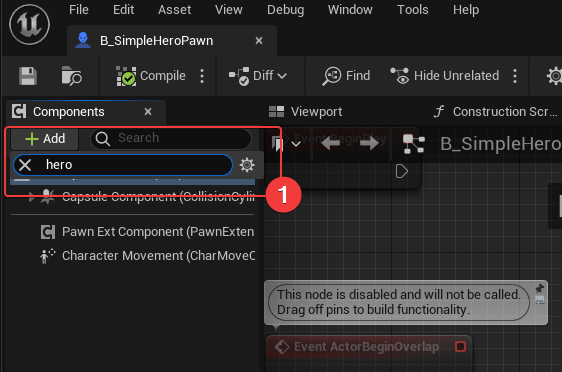 File Edit Asset View Debug Window Tools Help
B_SimpleHeroPawn
Compile Diff Find Hide Unrelated
Components Viewport Construction Scr...
Add Search Event BeginPlay B_SimpleHero
hero
1
Capsule Component (CollisionCylin
Pawn Ext Component (PawnExten
Character Movement (CharMoveC
This node is disabled and will not be called.
Drag off pins to build functionality.
Event ActorBeginOverlap